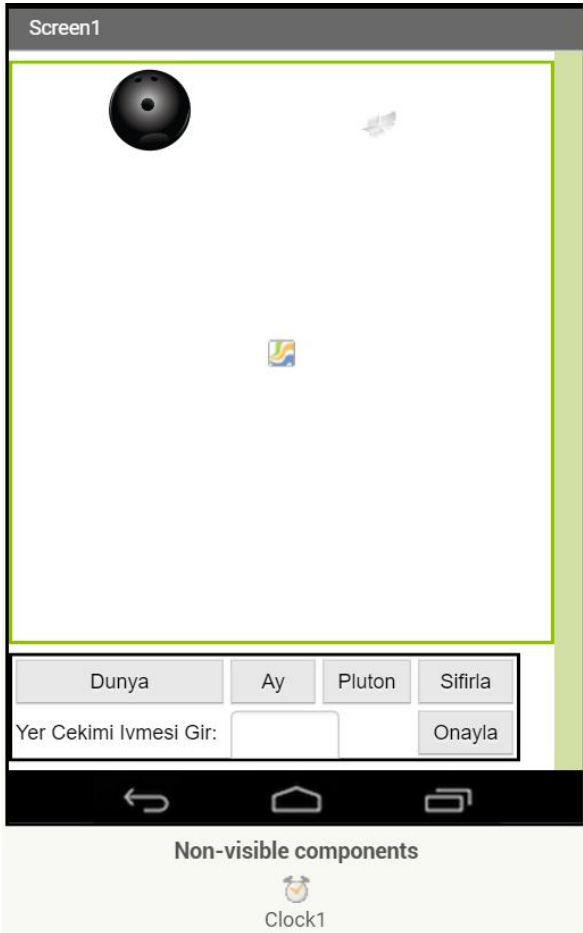 Screen1
Dunya Ay Pluton Sifirla
Yer Cekimi Ivmesi Gir: Onayla
Non-visible components
Clock1